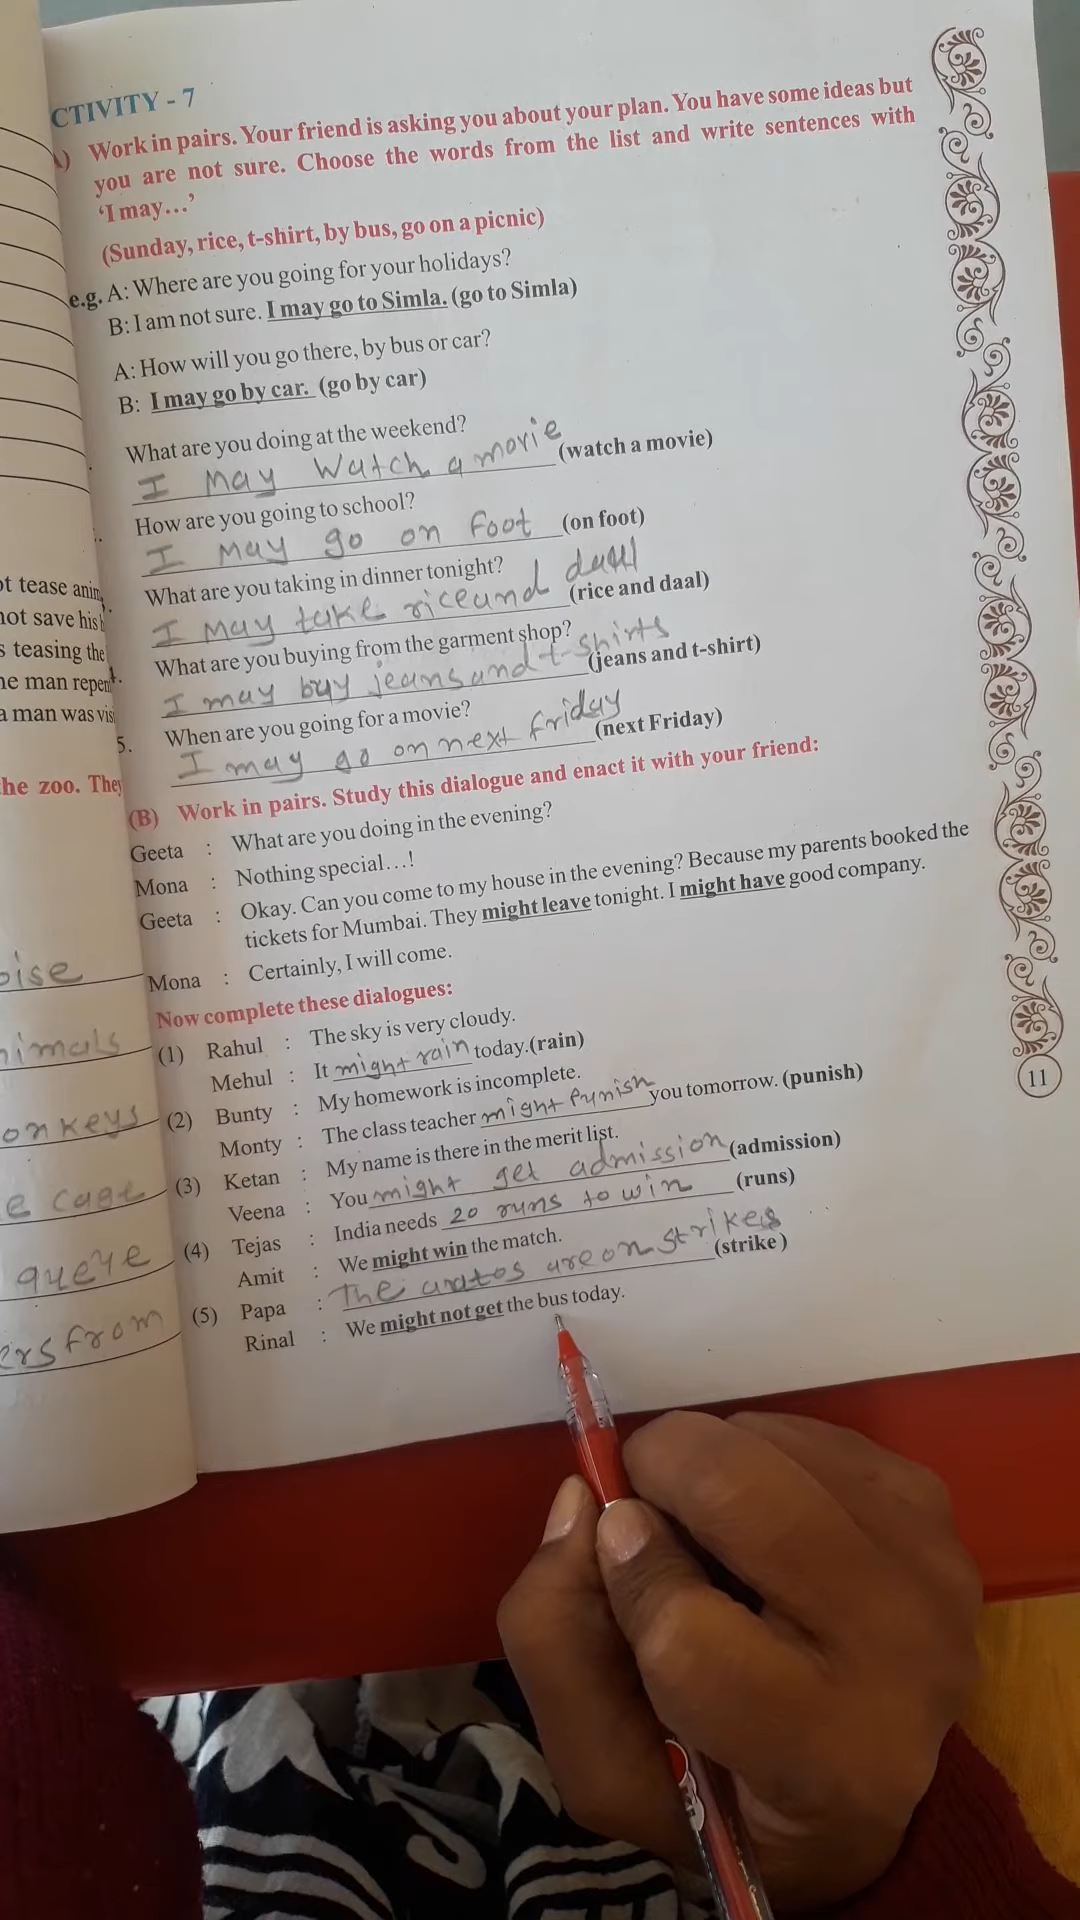 CTIVITY - 7
) Work in pairs. Your friend is asking you about your plan. You have some ideas but
you are not sure. Choose the words from the list and write sentences with
‘I may…’
(Sunday, rice, t-shirt, by bus, go on a picnic)
e.g. A: Where are you going for your holidays?
B: I am not sure. I may go to Simla. (go to Simla)
A: How will you go there, by bus or car?
B: I may go by car. (go by car)
What are you doing at the weekend?
I may watch a movie (watch a movie)
How are you going to school?
I may go on foot (on foot)
What are you taking in dinner tonight?
I may take rice and daal (rice and daal)
What are you buying from the garment shop?
I may buy jeans and t-shirts (jeans and t-shirt)
5. When are you going for a movie?
I may go on next friday (next Friday)
(B) Work in pairs. Study this dialogue and enact it with your friend:
Geeta : What are you doing in the evening?
Mona : Nothing special…!
Geeta : Okay. Can you come to my house in the evening? Because my parents booked the
tickets for Mumbai. They might leave tonight. I might have good company.
Mona : Certainly, I will come.
Now complete these dialogues:
(1) Rahul : The sky is very cloudy.
Mehul : It might rain today. (rain)
(2) Bunty : My homework is incomplete.
Monty : The class teacher might punish you tomorrow. (punish)
(3) Ketan : My name is there in the merit list.
Veena : You might get admission (admission)
(4) Tejas : India needs 20 runs to win (runs)
Amit : We might win the match.
(5) Papa : The are on strikes (strike)
Rinal : We might not get the bus today.
11
ot tease anim
not save his
s teasing the
he man repent
a man was vis
he zoo. They
oise
nimals
onkeys
e cage
queye
ers from